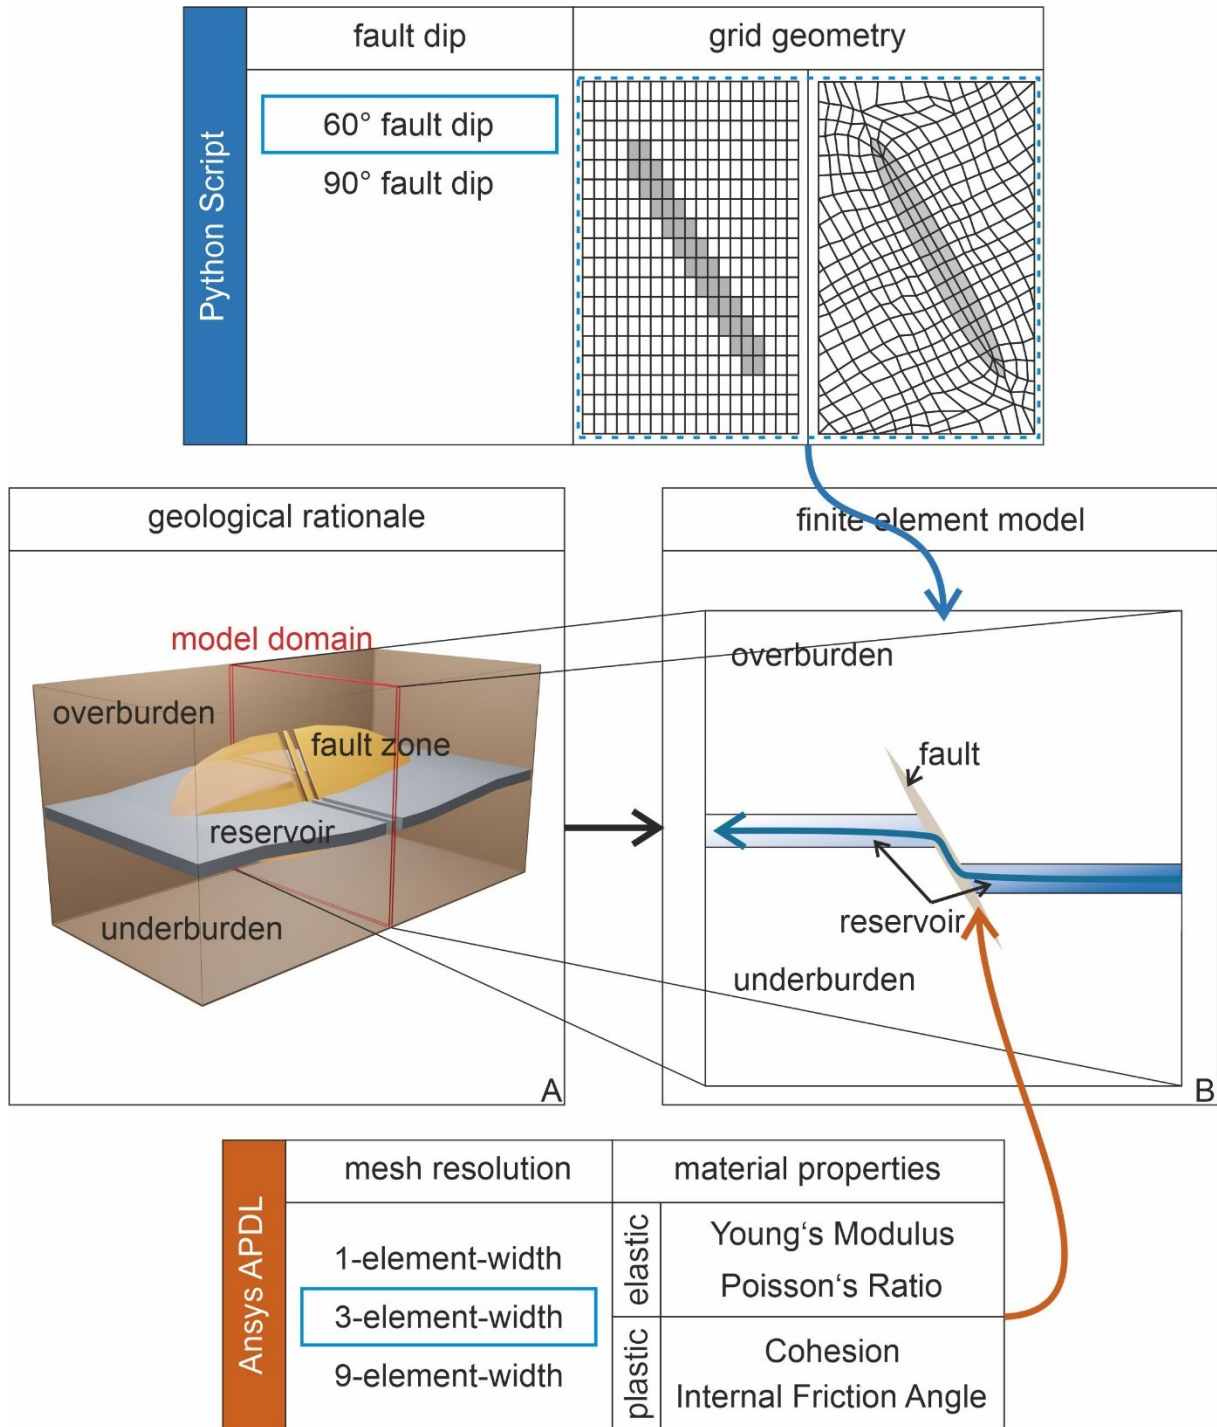 fault dip
grid geometry
Python Script
60° fault dip
90° fault dip
geological rationale
finite element model
model domain
overburden
fault zone
reservoir
underburden
A
overburden
fault
reservoir
underburden
B
Ansys APDL
mesh resolution
material properties
1-element-width
3-element-width
9-element-width
elastic
Young‘s Modulus
Poisson‘s Ratio
plastic
Cohesion
Internal Friction Angle